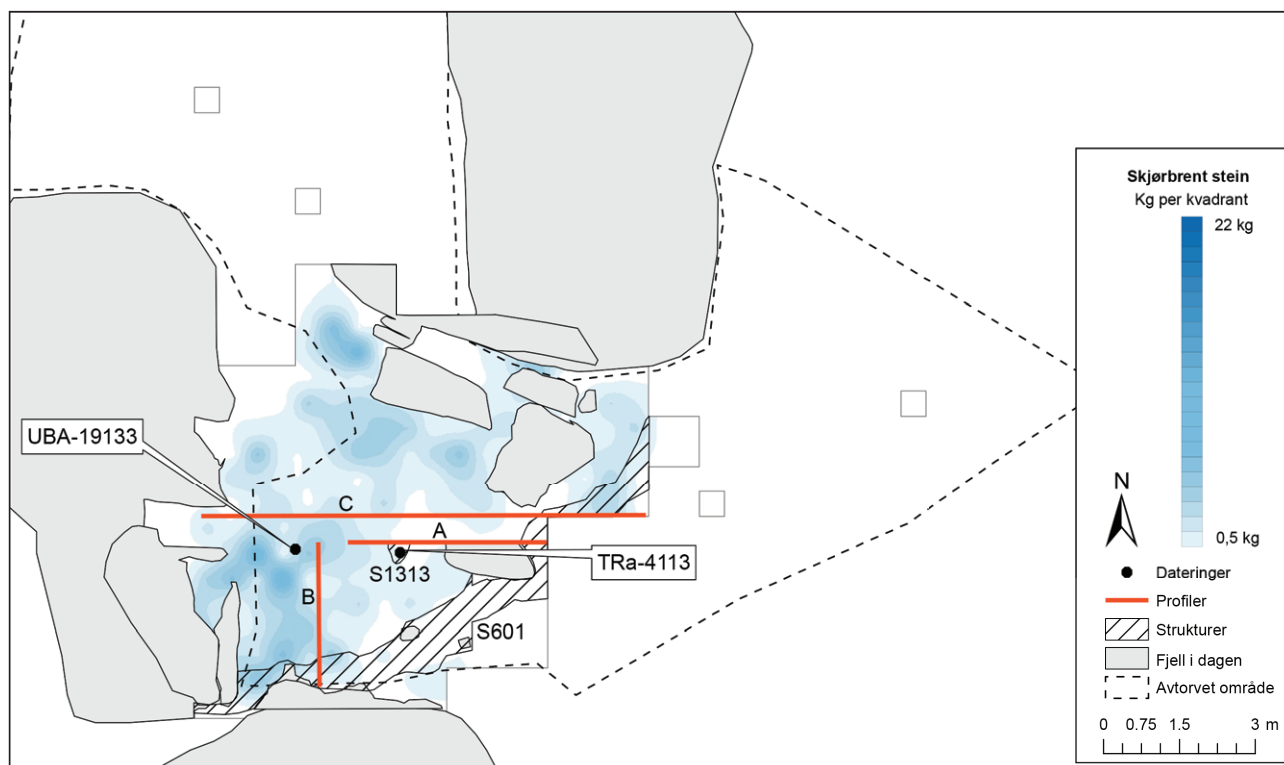 UBA-19133
C
A
B
S1313
TRa-4113
S601
Skjørbrent stein
Kg per kvadrant
22 kg
0,5 kg
N
Dateringer
Profiler
Strukturer
Fjell i dagen
Avtorvet område
0 0.75 1.5 3 m